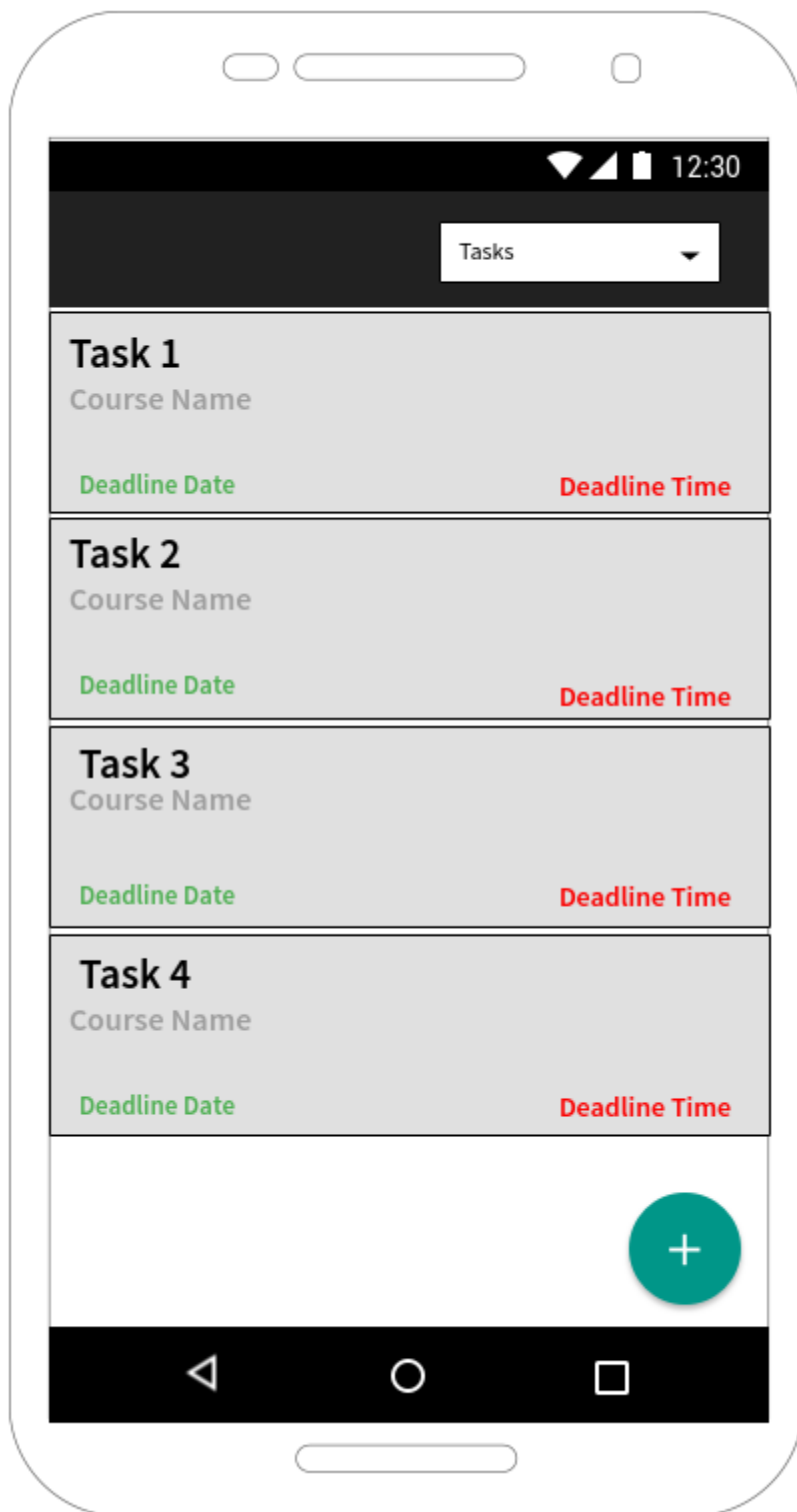 12:30
Tasks
Task 1
Course Name
Deadline Date Deadline Time
Task 2
Course Name
Deadline Date Deadline Time
Task 3
Course Name
Deadline Date Deadline Time
Task 4
Course Name
Deadline Date Deadline Time
+